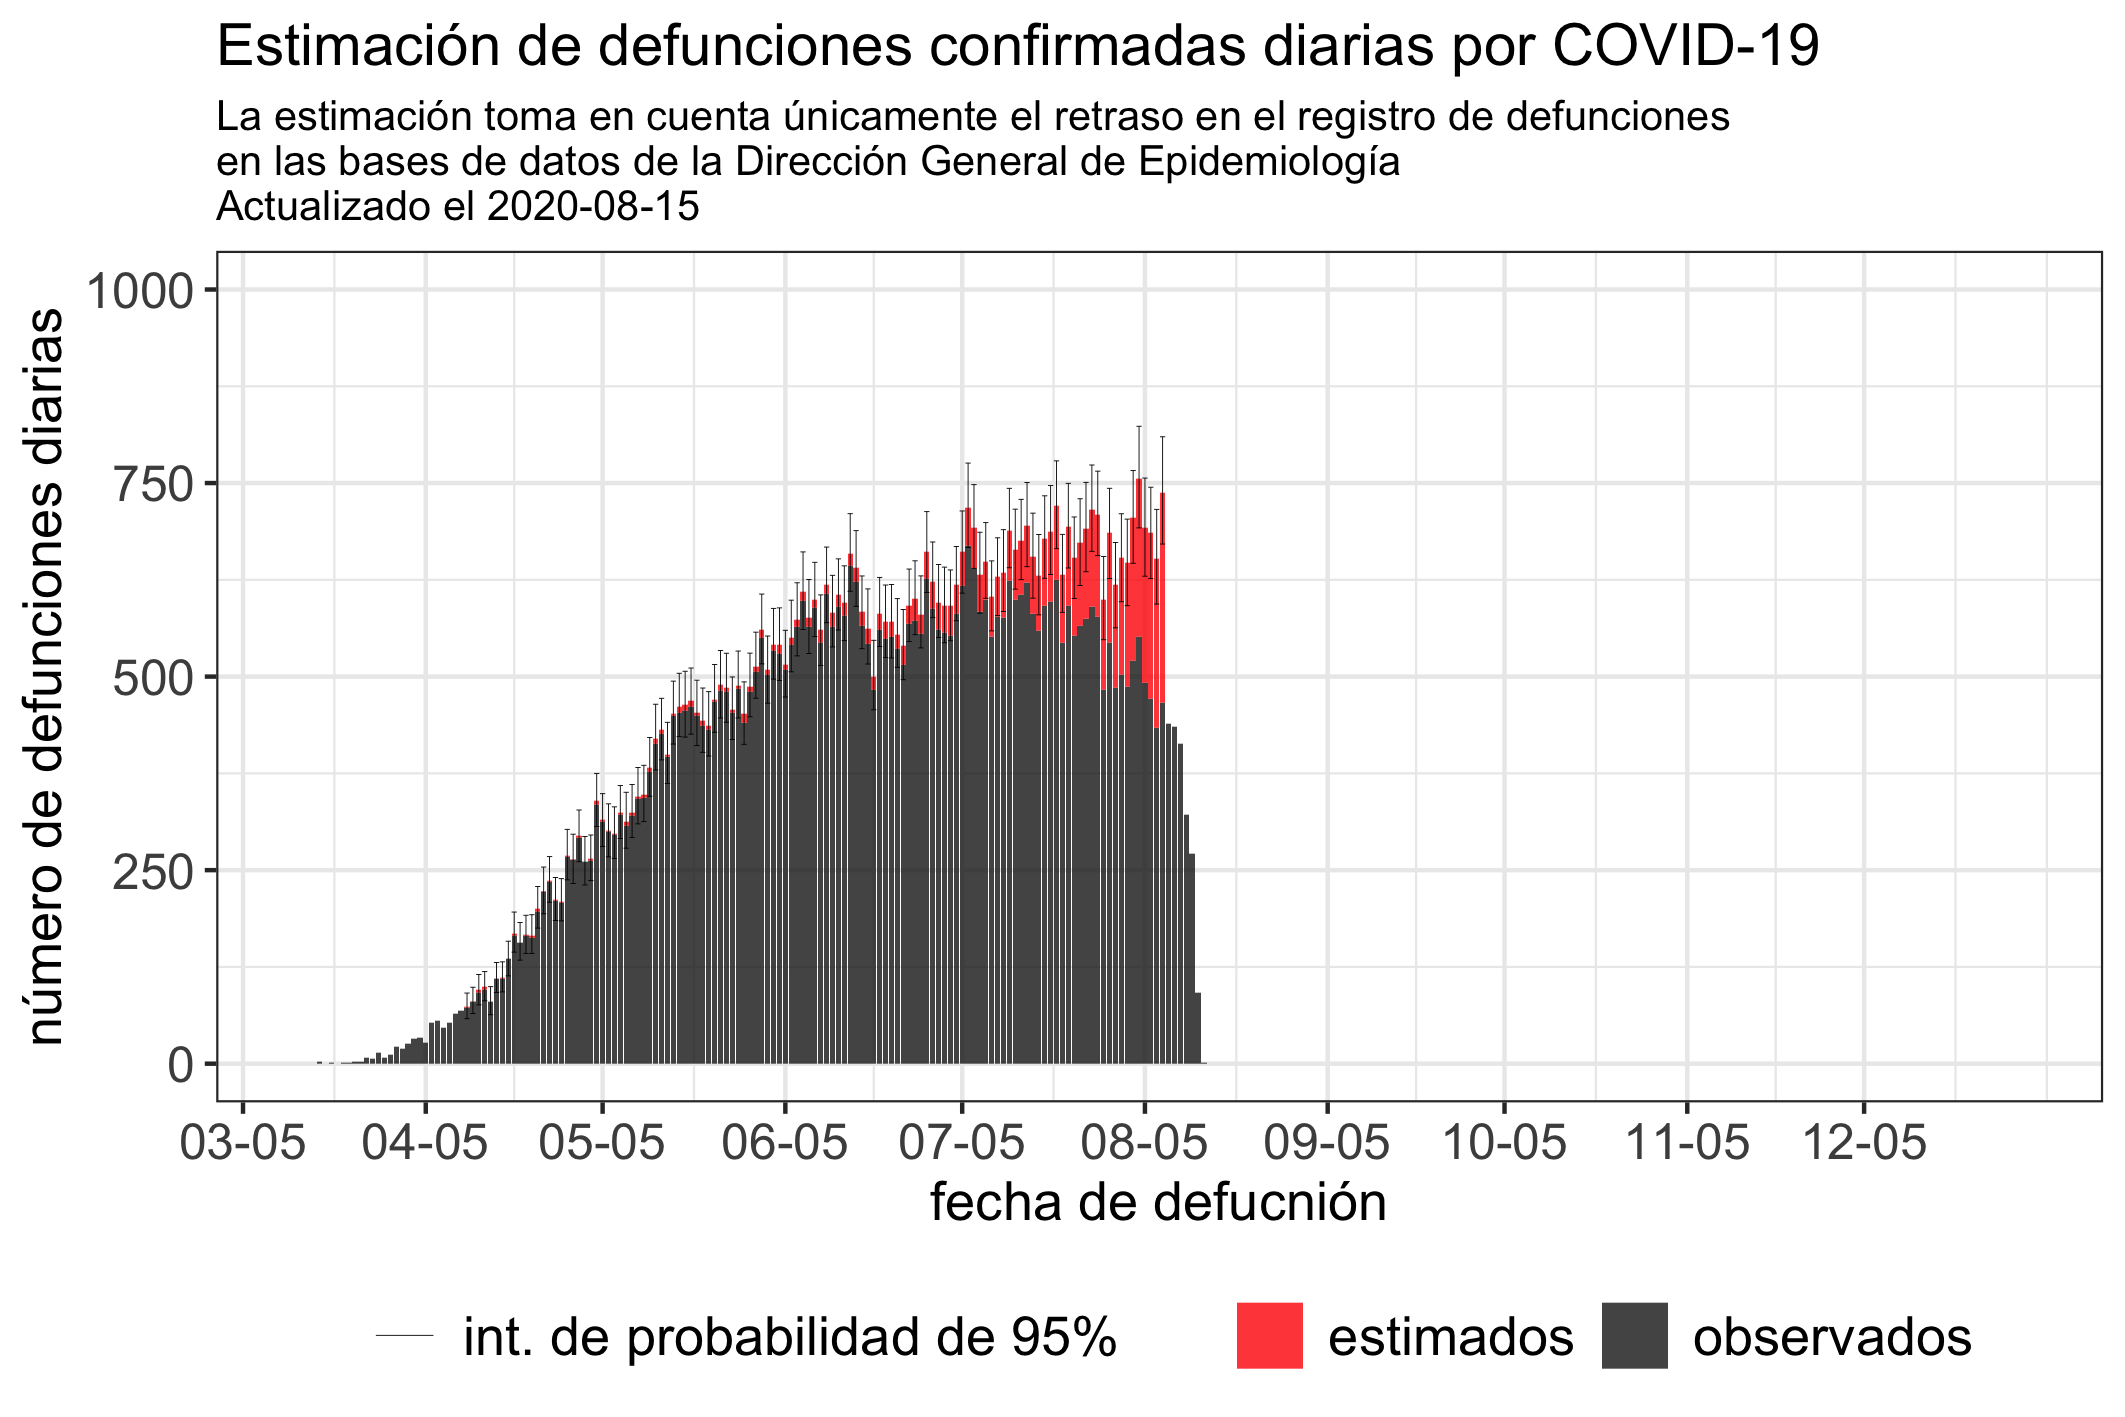 Estimación de defunciones confirmadas diarias por COVID-19
La estimación toma en cuenta únicamente el retraso en el registro de defunciones
en las bases de datos de la Dirección General de Epidemiología
Actualizado el 2020-08-15
número de defunciones diarias
1000
750
500
250
0
03-05 04-05 05-05 06-05 07-05 08-05 09-05 10-05 11-05 12-05
fecha de defucnión
int. de probabilidad de 95% estimados observados